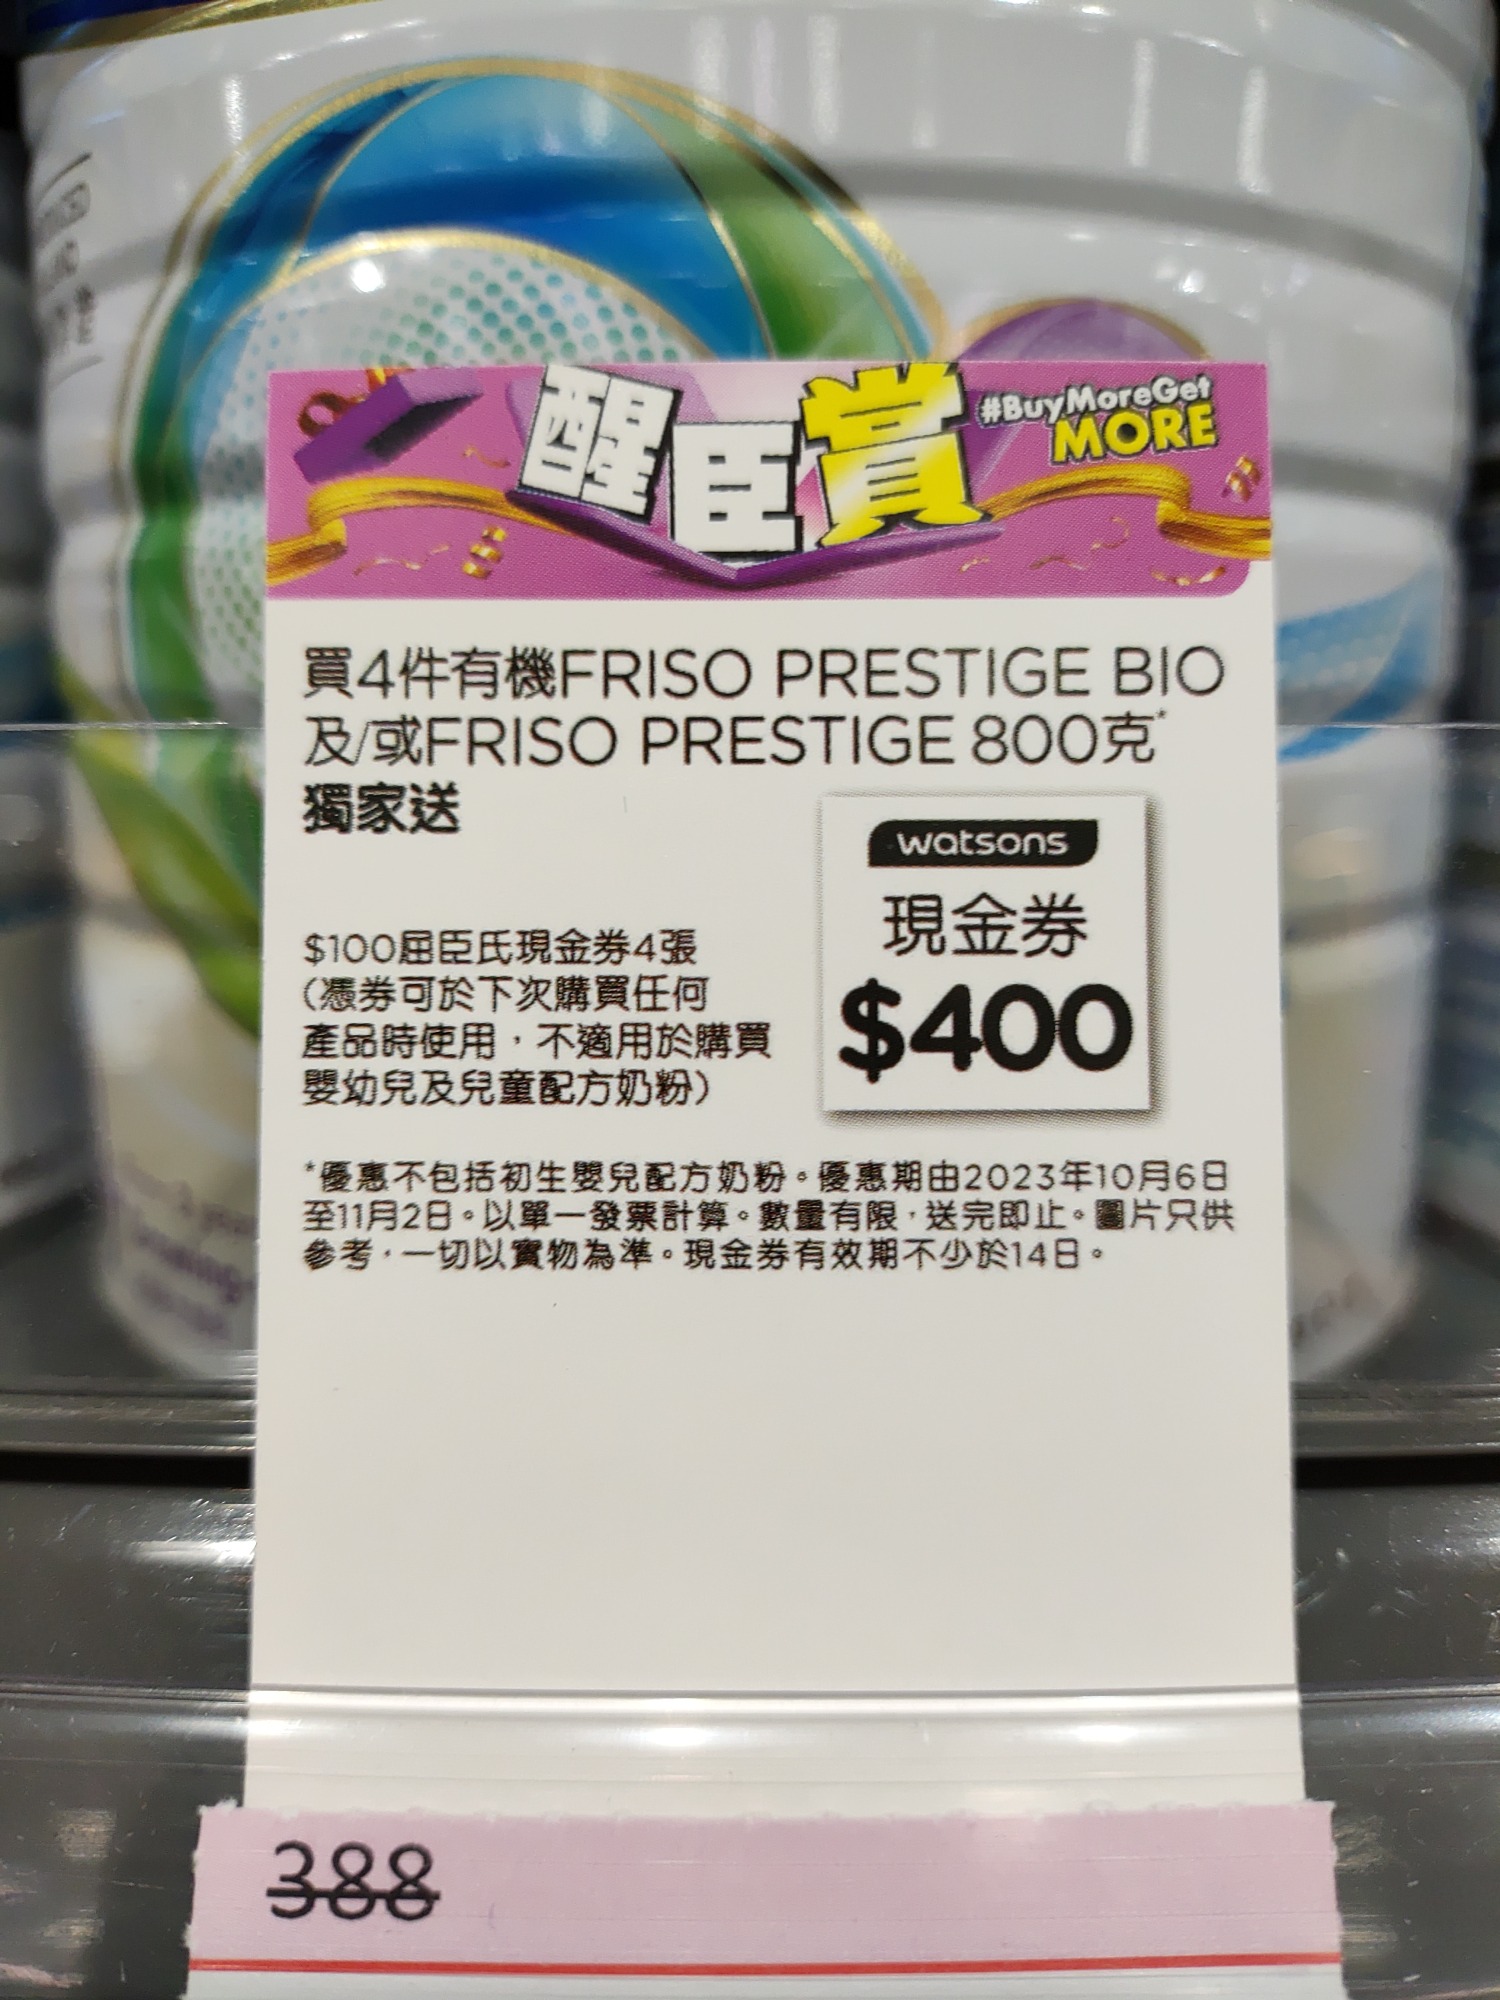 醒臣賞
#BuyMoreGet
MORE
買4件有機FRISO PRESTIGE BIO
及/或FRISO PRESTIGE 800克*
獨家送
watsons
現金券
$400
$100屈臣氏現金券4張
(憑券可於下次購買任何
產品時使用，不適用於購買
嬰幼兒及兒童配方奶粉)
*優惠不包括初生嬰兒配方奶粉。優惠期由2023年10月6日
至11月2日。以單一發票計算。數量有限，送完即止。圖片只供
參考，一切以實物為準。現金券有效期不少於14日。
388